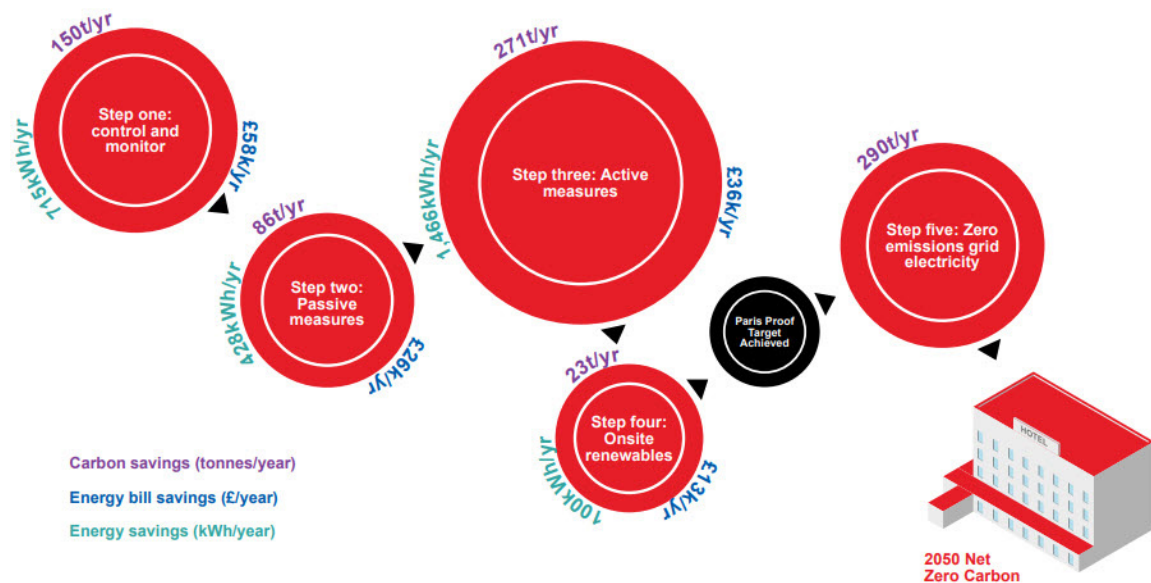 150t/yr
Step one:
control and
monitor
715kWh/yr
£58k/yr
86t/yr
Step two:
Passive
measures
428kWh/yr
£26k/yr
271t/yr
Step three: Active
measures
1,466kWh/yr
£36k/yr
23t/yr
Step four:
Onsite
renewables
100kWh/yr
£13k/yr
Paris Proof
Target
Achieved
290t/yr
Step five: Zero
emissions grid
electricity
HOTEL
2050 Net
Zero Carbon
Carbon savings (tonnes/year)
Energy bill savings (£/year)
Energy savings (kWh/year)